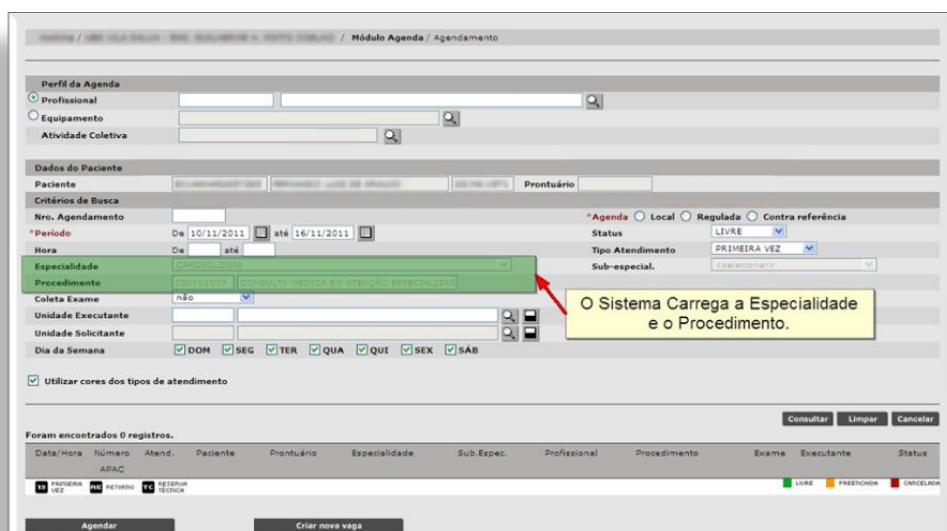 / Módulo Agenda / Agendamento
Perfil da Agenda
Profissional
Equipamento
Atividade Coletiva
Dados do Paciente
Paciente Prontuário
Critérios de Busca
Nro. Agendamento *Agenda Local Regulada Contra referência
*Período De 10/11/2011 até 16/11/2011 Status LIVRE
Hora De até Tipo Atendimento PRIMEIRA VEZ
Especialidade CARDIOLOGIA Sub-especial. <selecionar>
Procedimento CONSULTA MEDICA EM ATENÇÃO ESPECIALIZAD
Coleta Exame não
O Sistema Carrega a Especialidade
e o Procedimento.
Unidade Executante
Unidade Solicitante
Dia da Semana DOM SEG TER QUA QUI SEX SÁB
Utilizar cores dos tipos de atendimento
Consultar Limpar Cancelar
Foram encontrados 0 registros.
Data/Hora Número Atend. Paciente Prontuário Especialidade Sub.Espec. Profissional Procedimento Exame Executante Status
APAC
PRIMEIRA VEZ RETORNO TC RESERVA TÉCNICA LIVRE PREENCHIDA CANCELADA
Agendar Criar nova vaga